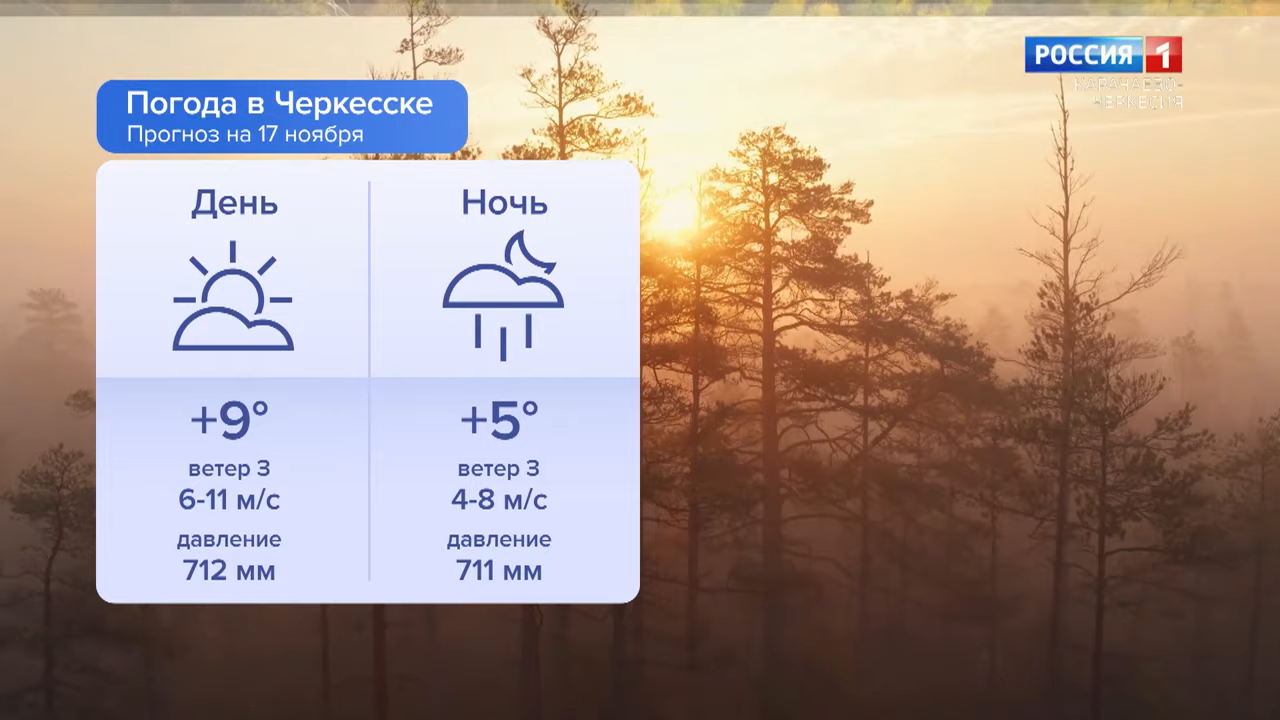 РОССИЯ 1
КАРАЧАЕВО-
ЧЕРКЕСИЯ
Погода в Черкесске
Прогноз на 17 ноября
День
Ночь
+9°
+5°
ветер З
ветер З
6-11 м/с
4-8 м/с
давление
давление
712 мм
711 мм